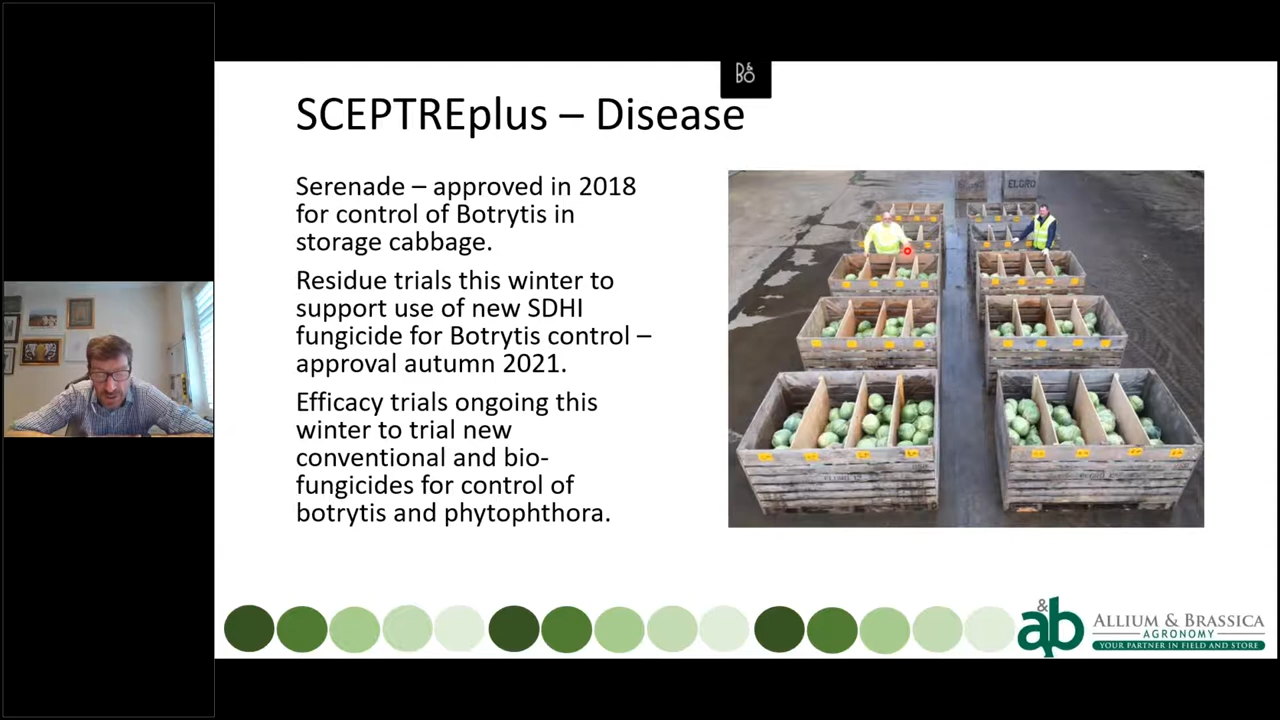 B&O
SCEPTREplus – Disease
Serenade – approved in 2018
for control of Botrytis in
storage cabbage.
Residue trials this winter to
support use of new SDHI
fungicide for Botrytis control –
approval autumn 2021.
Efficacy trials ongoing this
winter to trial new
conventional and bio-
fungicides for control of
botrytis and phytophthora.
ELGRO
a&b
ALLIUM & BRASSICA
AGRONOMY
YOUR PARTNER IN FIELD AND STORE